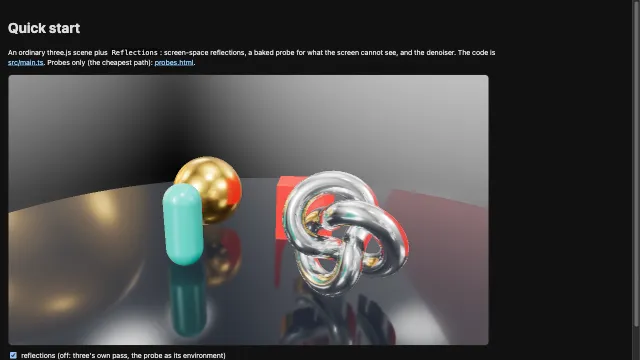 Quick start
An ordinary three.js scene plus Reflections : screen-space reflections, a baked probe for what the screen cannot see, and the denoiser. The code is
src/main.ts. Probes only (the cheapest path): probes.html.
reflections (off: three's own pass, the probe as its environment)